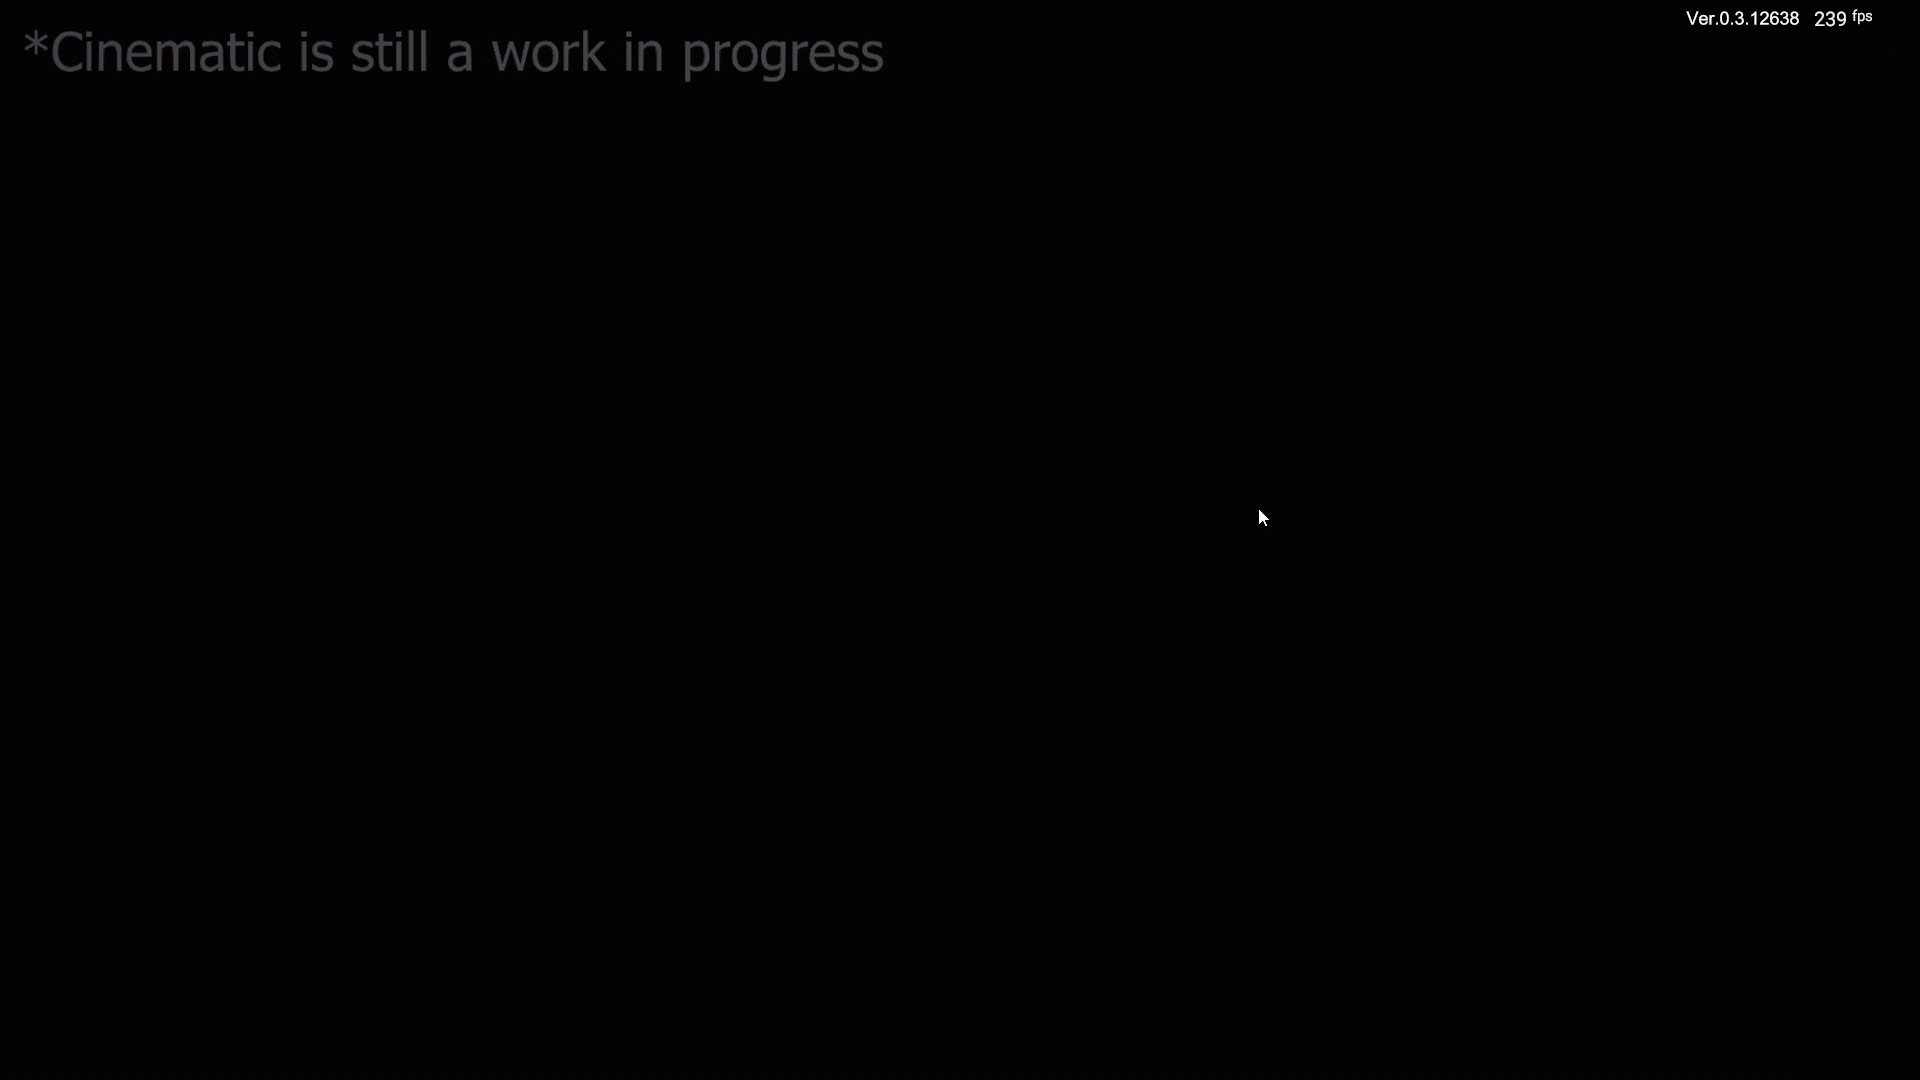 *Cinematic is still a work in progress
Ver.0.3.12638 239 fps